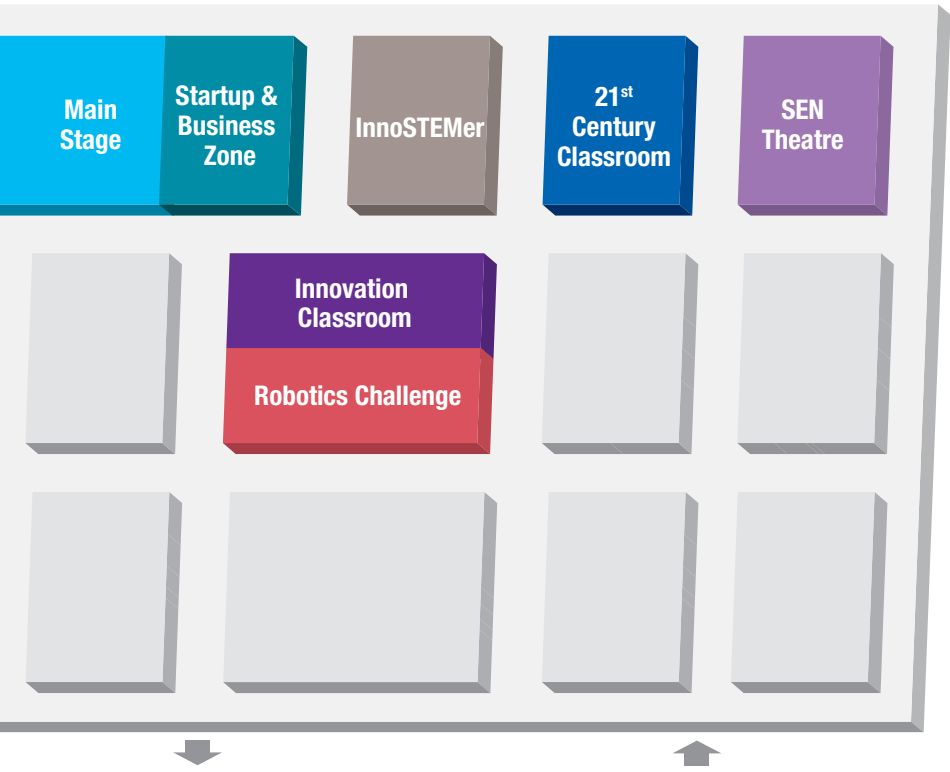 Main
Stage
Startup &
Business
Zone
InnoSTEMer
21st
Century
Classroom
SEN
Theatre
Innovation
Classroom
Robotics Challenge